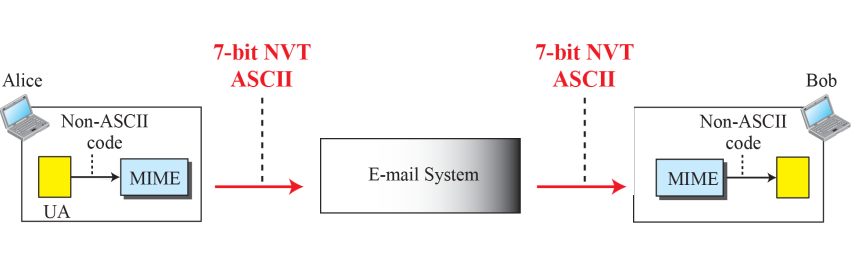 7-bit NVT
ASCII
7-bit NVT
ASCII
Alice
Bob
Non-ASCII
code
MIME
UA
E-mail System
Non-ASCII
code
MIME